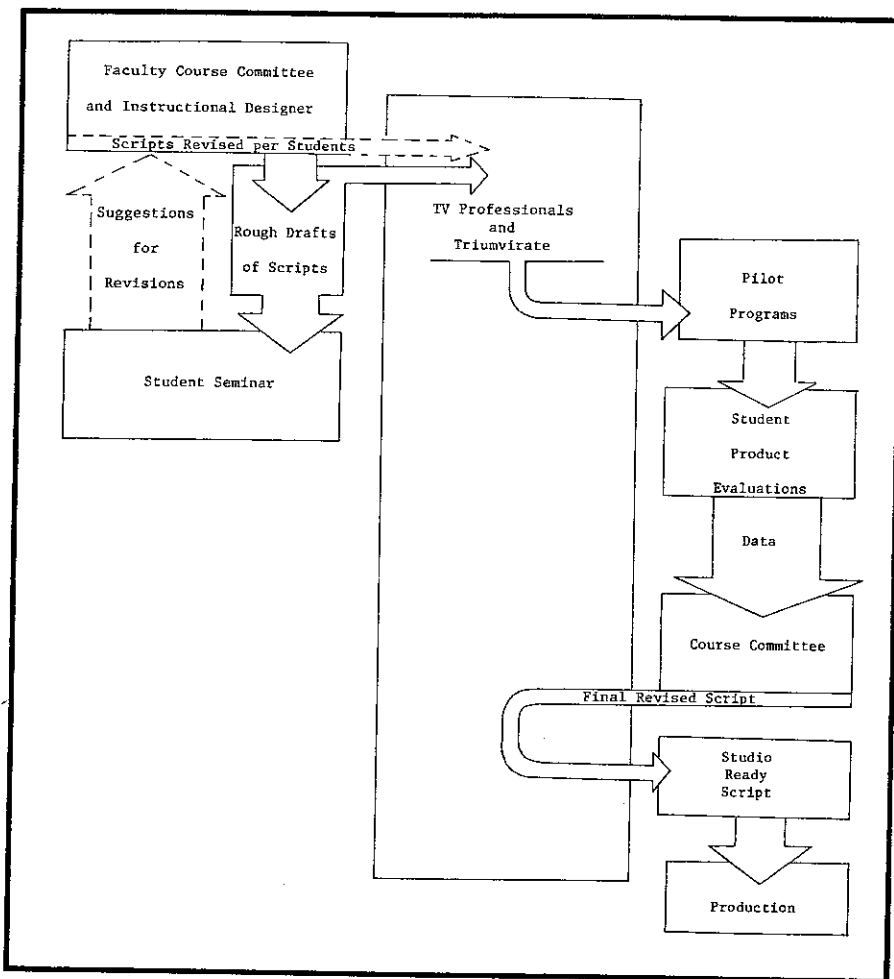 Faculty Course Committee
and Instructional Designer
Scripts Revised per Students
Suggestions
for
Revisions
Rough Drafts
of Scripts
Student Seminar
TV Professionals
and
Triumvirate
Pilot
Programs
Student
Product
Evaluations
Data
Course Committee
Final Revised Script
Studio
Ready
Script
Production